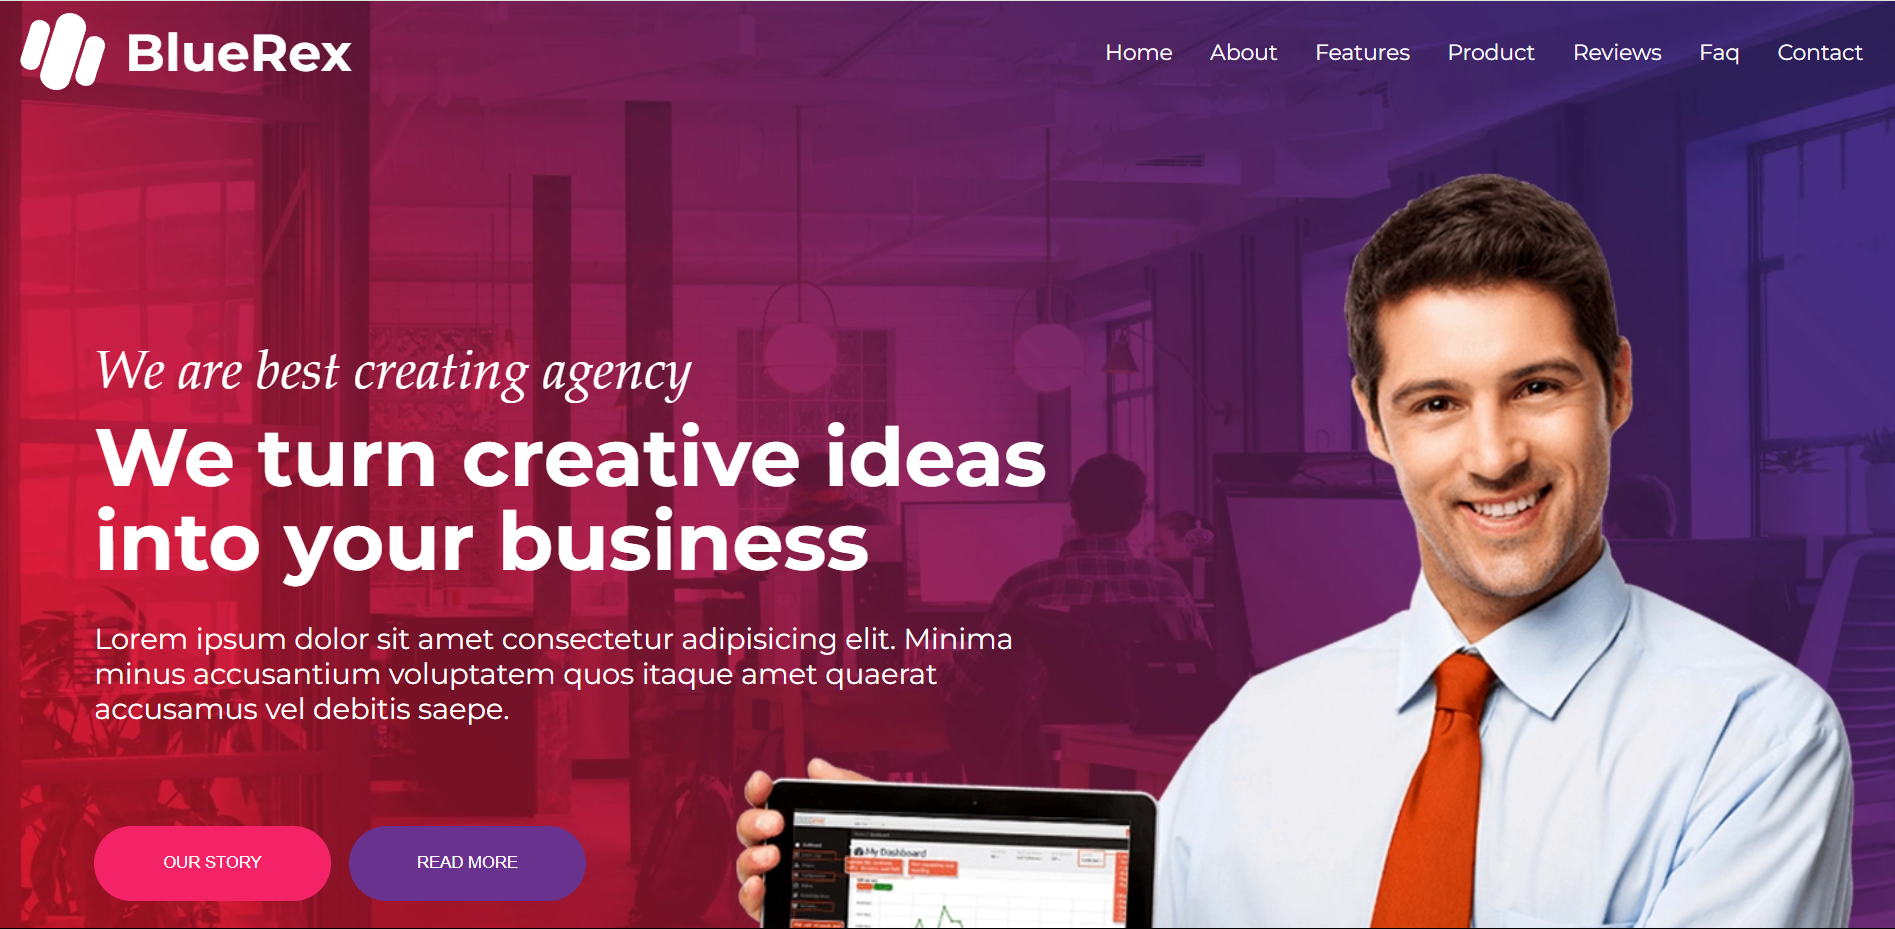 BlueRex
Home About Features Product Reviews Faq Contact
We are best creating agency
We turn creative ideas
into your business
Lorem ipsum dolor sit amet consectetur adipisicing elit. Minima
minus accusantium voluptatem quos itaque amet quaerat
accusamus vel debitis saepe.
OUR STORY READ MORE
My Dashboard